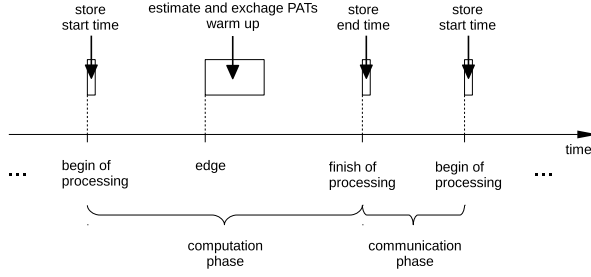 store
start time
estimate and exchage PATs
warm up
store
end time
store
start time
time
...
begin of
processing
edge
finish of
processing
begin of
processing
...
computation
phase
communication
phase